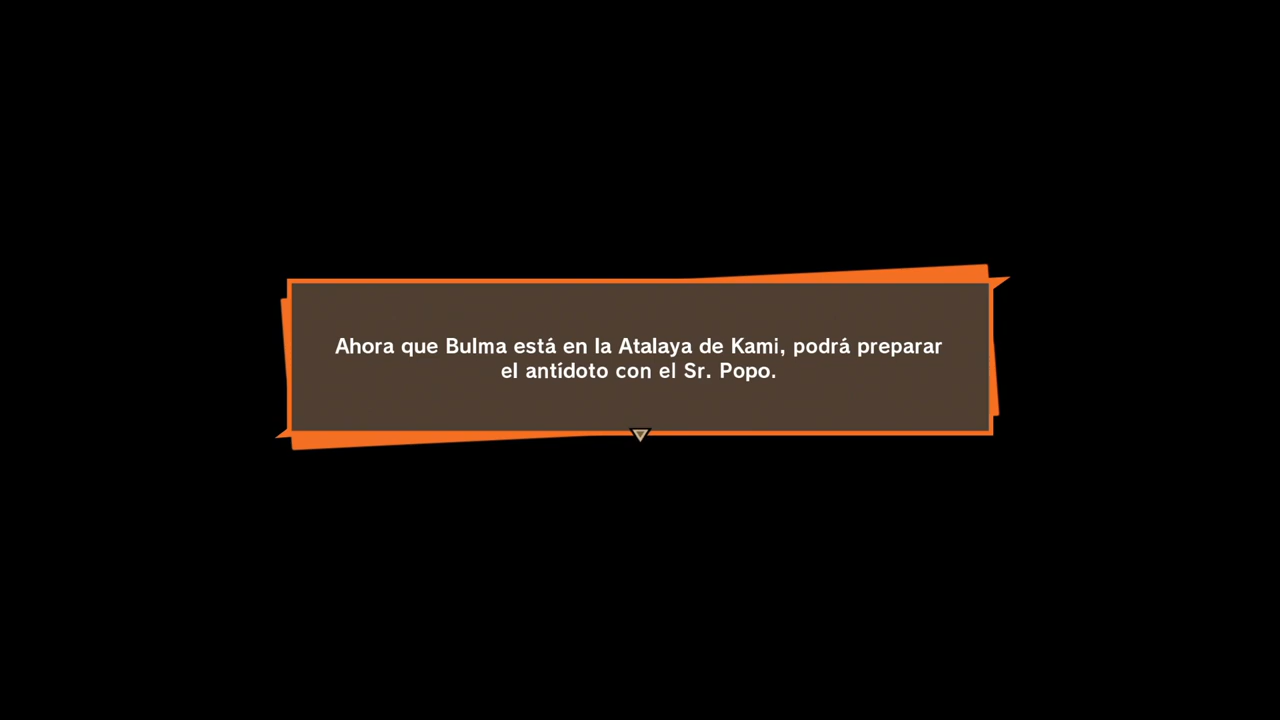 Ahora que Bulma está en la Atalaya de Kami, podrá preparar
el antídoto con el Sr. Popo.